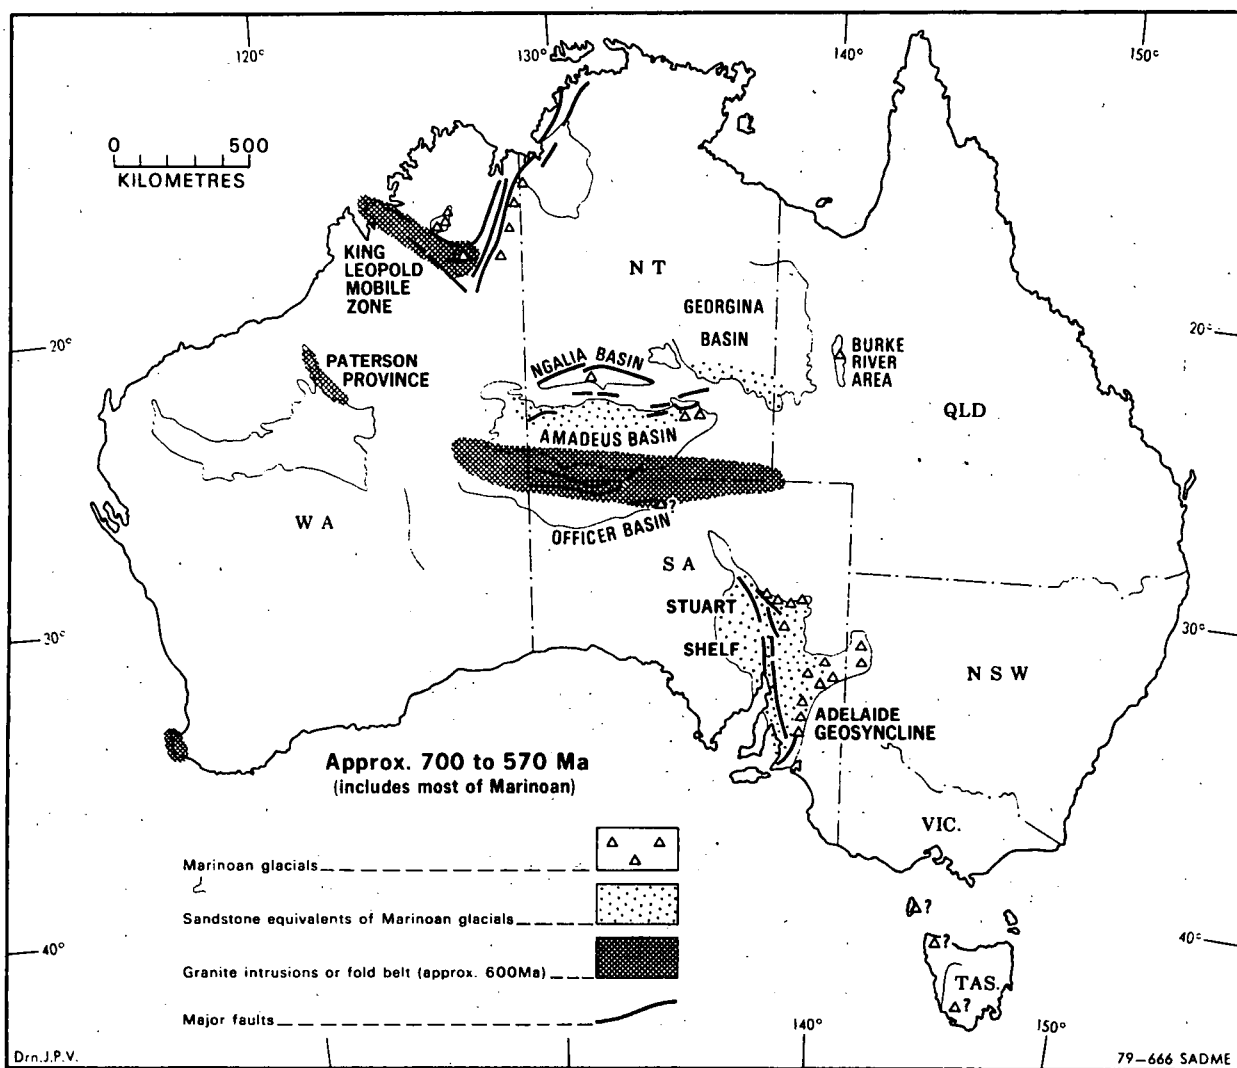 120°
130°
140°
150°
0 500
KILOMETRES
KING
LEOPOLD
MOBILE
ZONE
N T
GEORGINA
BASIN
20°
20°
PATERSON
PROVINCE
NGALIA BASIN
BURKE
RIVER
AREA
QLD
AMADEUS BASIN
W A
?
OFFICER BASIN
S A
STUART
SHELF
30°
30°
N S W
ADELAIDE
GEOSYNCLINE
Approx. 700 to 570 Ma
(includes most of Marinoan)
VIC.
Marinoan glacials
Sandstone equivalents of Marinoan glacials
Granite intrusions or fold belt (approx. 600Ma)
Major faults
?
?
40°
40°
TAS.
?
140°
150°
Drn.J.P.V.
79–666 SADME